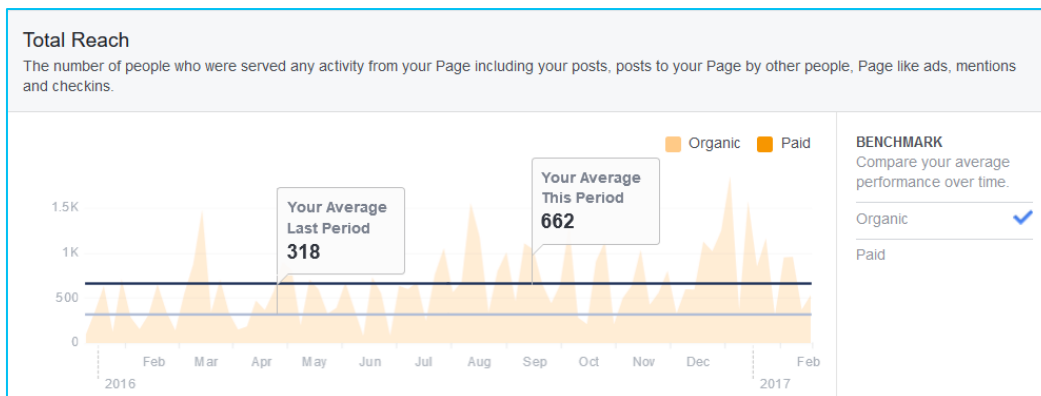 Total Reach
The number of people who were served any activity from your Page including your posts, posts to your Page by other people, Page like ads, mentions
and checkins.
Organic Paid
BENCHMARK
Compare your average
performance over time.
Organic
Paid
Your Average
This Period
662
Your Average
Last Period
318
1.5K
1K
500
0
Feb Mar Apr May Jun Jul Aug Sep Oct Nov Dec Feb
2016 2017